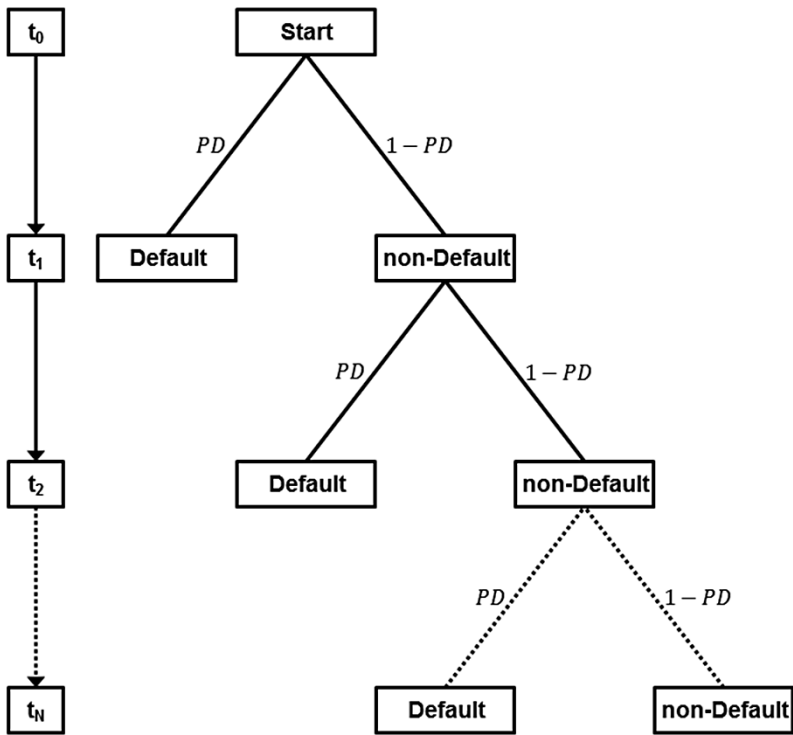 t₀
Start
PD
1 − PD
t₁
Default
non-Default
PD
1 − PD
t₂
Default
non-Default
PD
1 − PD
t_N
Default
non-Default